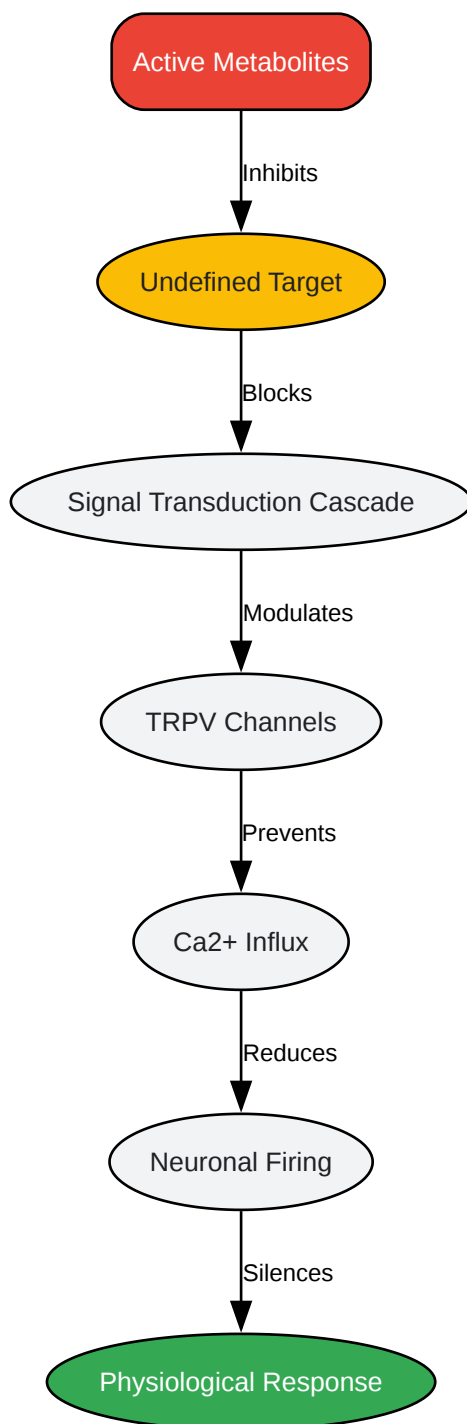 Active Metabolites
Inhibits
Undefined Target
Blocks
Signal Transduction Cascade
Modulates
TRPV Channels
Prevents
Ca2+ Influx
Reduces
Neuronal Firing
Silences
Physiological Response